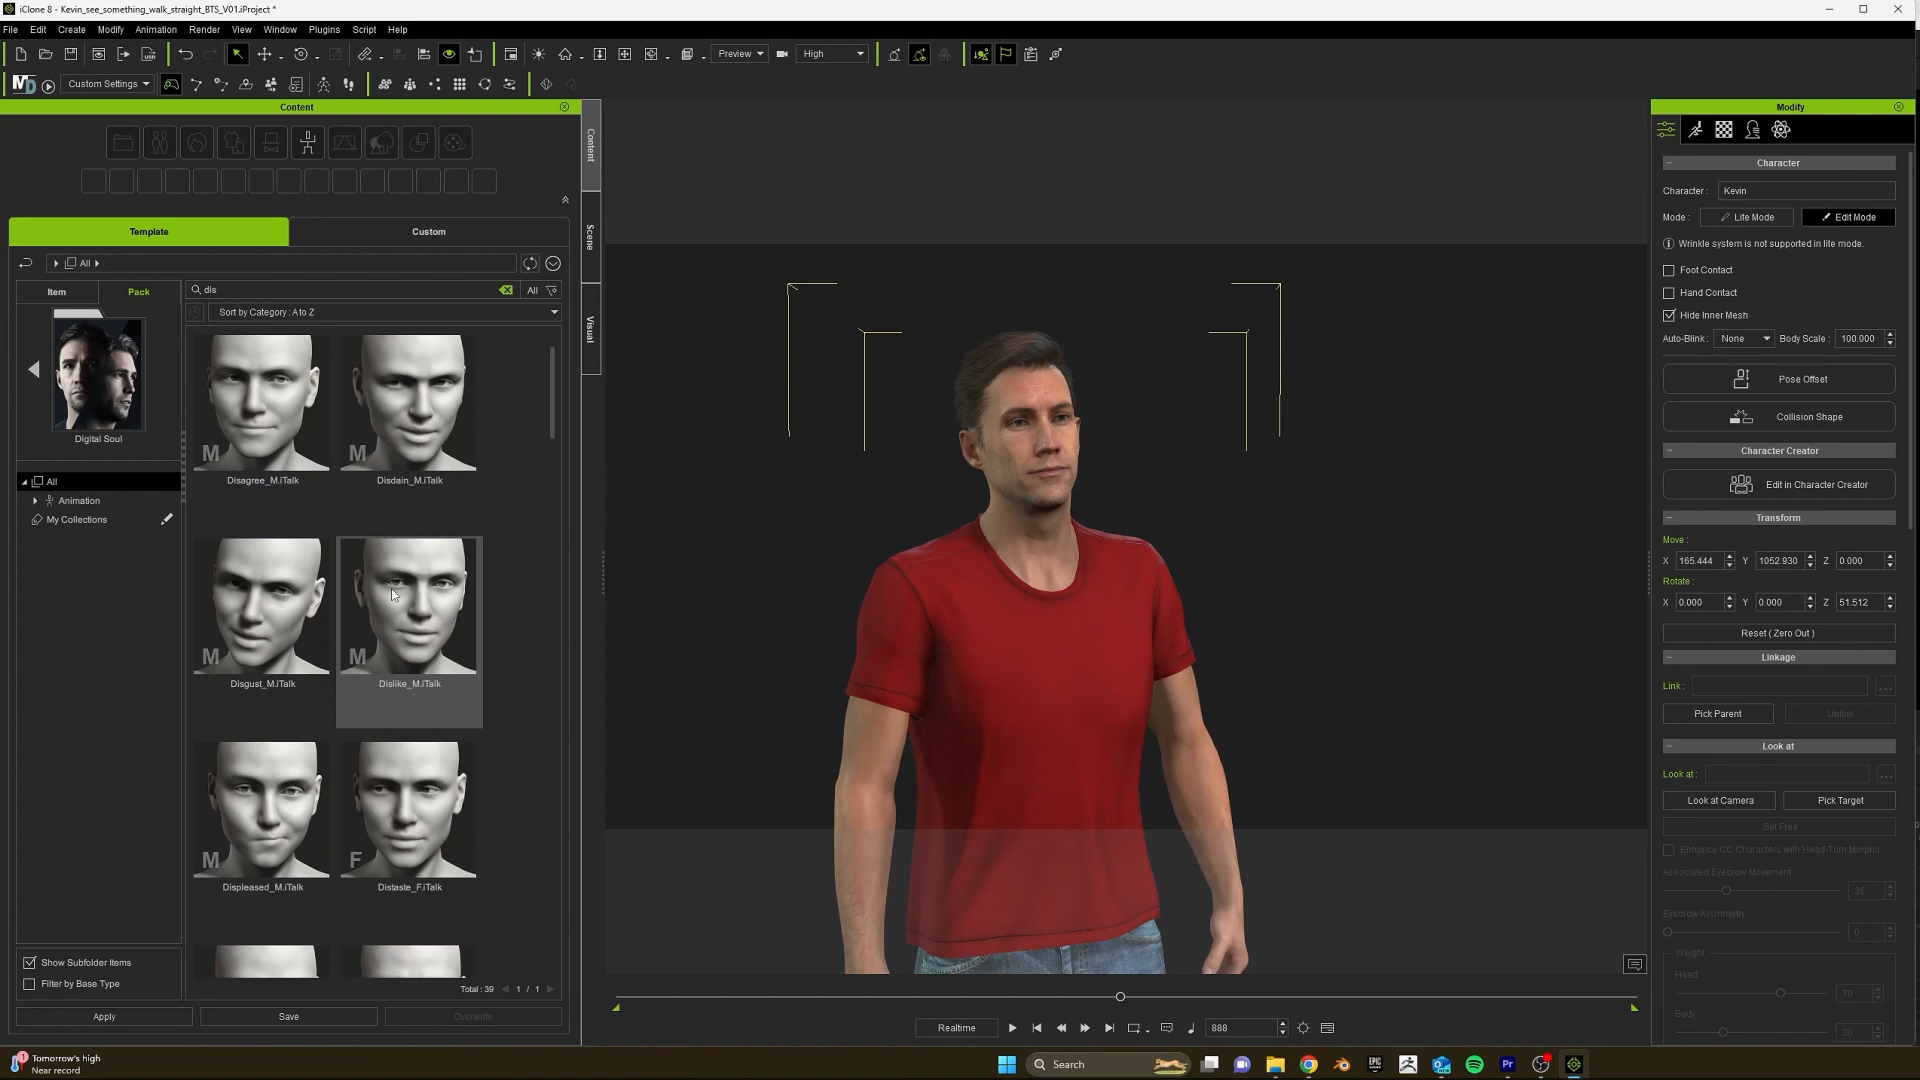 iClone 8 - Kevin_see_something_walk_straight_BTS_V01.iProject *
File Edit Create Modify Animation Render View Window Plugins Script Help
Preview High
MD Custom Settings
Content Modify
Content
Scene
Visual
Template Custom
All
Item Pack
dis All
Sort by Category : A to Z
Digital Soul
All
Animation
My Collections
M M
Disagree_M.iTalk Disdain_M.iTalk
M M
Disgust_M.iTalk Dislike_M.iTalk
M F
Displeased_M.iTalk Distaste_F.iTalk
Show Subfolder Items
Filter by Base Type
Total : 39 1 / 1
Apply Save Overwrite
Character
Character : Kevin
Mode : Lite Mode Edit Mode
Wrinkle system is not supported in lite mode.
Foot Contact
Hand Contact
Hide Inner Mesh
Auto-Blink : None Body Scale : 100.000
Pose Offset
Collision Shape
Character Creator
Edit in Character Creator
Transform
Move :
X 165.444 Y 1052.930 Z 0.000
Rotate :
X 0.000 Y 0.000 Z 51.512
Reset ( Zero Out )
Linkage
Link : ...
Pick Parent Unlink
Look at
Look at : ...
Look at Camera Pick Target
Set Free
Enhance CC Characters with Head-Turn Morphs
Associated Eyebrow Movement
35
Eyebrow Asymmetry
0
Weight
Head
70
Body
30
Realtime 888
1 Tomorrow's high
Near record
Search EPIC Pr